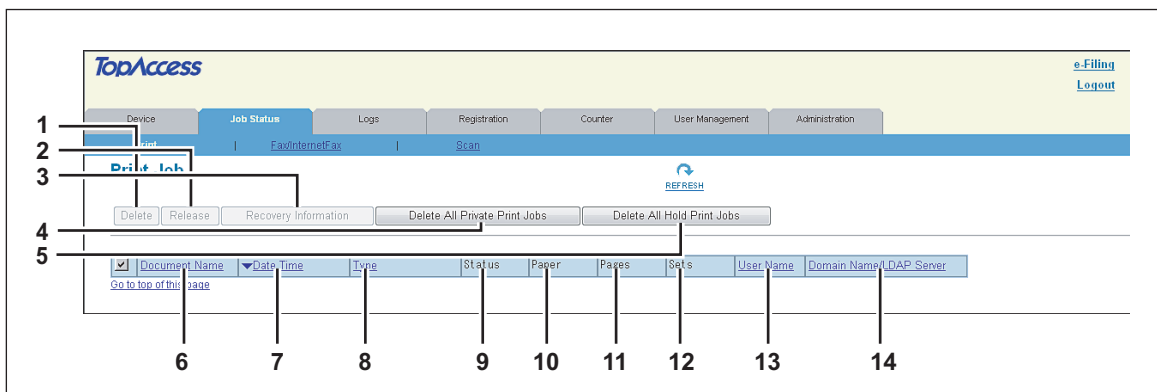 TopAccess
e-Filing
Logout
Device Job Status Logs Registration Counter User Management Administration
Print | Fax/InternetFax | Scan
Print Job
REFRESH
Delete Release Recovery Information Delete All Private Print Jobs Delete All Hold Print Jobs
Document Name Date Time Type Status Paper Pages Sets User Name Domain Name/LDAP Server
Go to top of this page
1
2
3
4
5
6 7 8 9 10 11 12 13 14